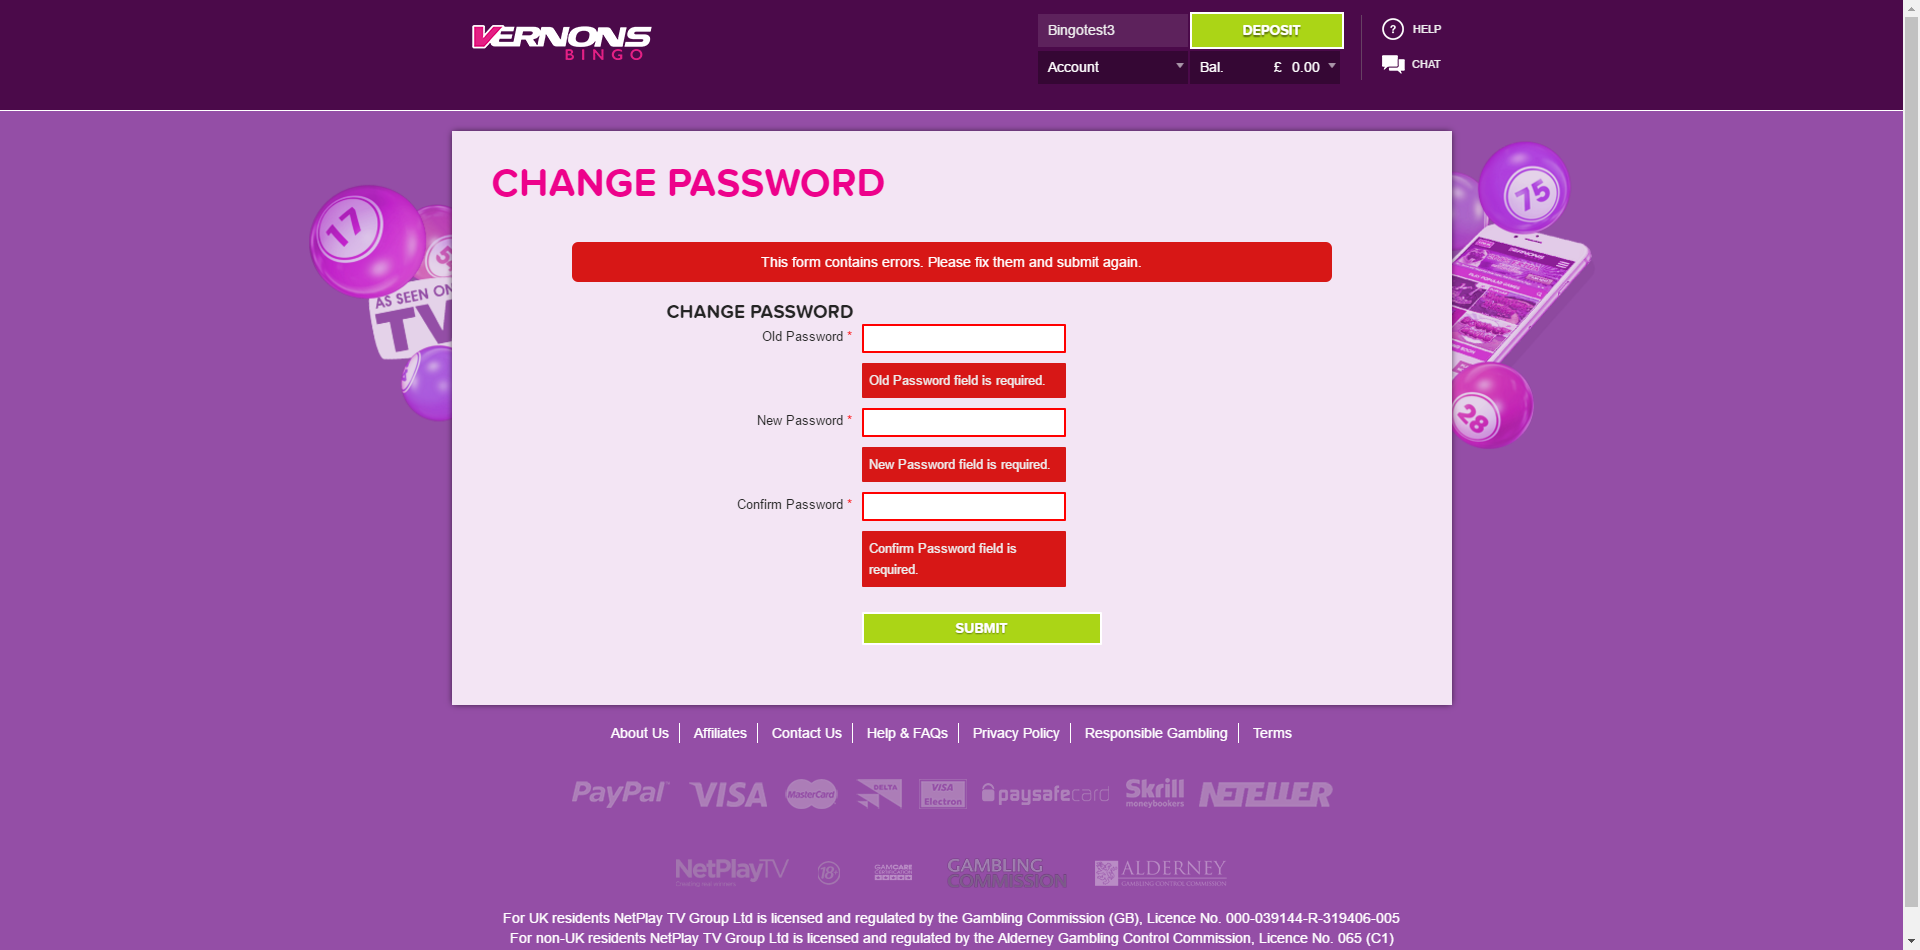 VERNONS
BINGO
Bingotest3
DEPOSIT
HELP
Account
Bal. £ 0.00
CHAT
CHANGE PASSWORD
17
75
AS SEEN ON
TV
28
This form contains errors. Please fix them and submit again.
CHANGE PASSWORD
Old Password *
Old Password field is required.
New Password *
New Password field is required.
Confirm Password *
Confirm Password field is
required.
SUBMIT
About Us
Affiliates
Contact Us
Help & FAQs
Privacy Policy
Responsible Gambling
Terms
PayPal
VISA
MasterCard
DELTA
VISA
Electron
paysafecard
Skrill
moneybookers
NETELLER
NetPlayTV
18+
GAMCARE
CERTIFICATION
GAMBLING
COMMISSION
ALDERNEY
GAMBLING CONTROL COMMISSION
For UK residents NetPlay TV Group Ltd is licensed and regulated by the Gambling Commission (GB), Licence No. 000-039144-R-319406-005
For non-UK residents NetPlay TV Group Ltd is licensed and regulated by the Alderney Gambling Control Commission, Licence No. 065 (C1)